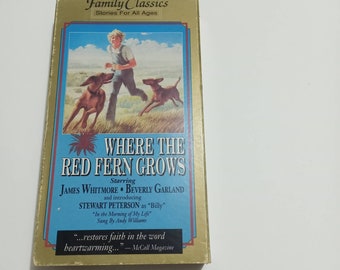 Family Classics
Stories For All Ages
WHERE THE
RED FERN GROWS
Starring
JAMES WHITMORE • BEVERLY GARLAND
and introducing
STEWART PETERSON as "Billy"
"In the Morning of My Life"
Sung By Andy Williams
"...restores faith in the word
heartwarming..." — McCall Magazine